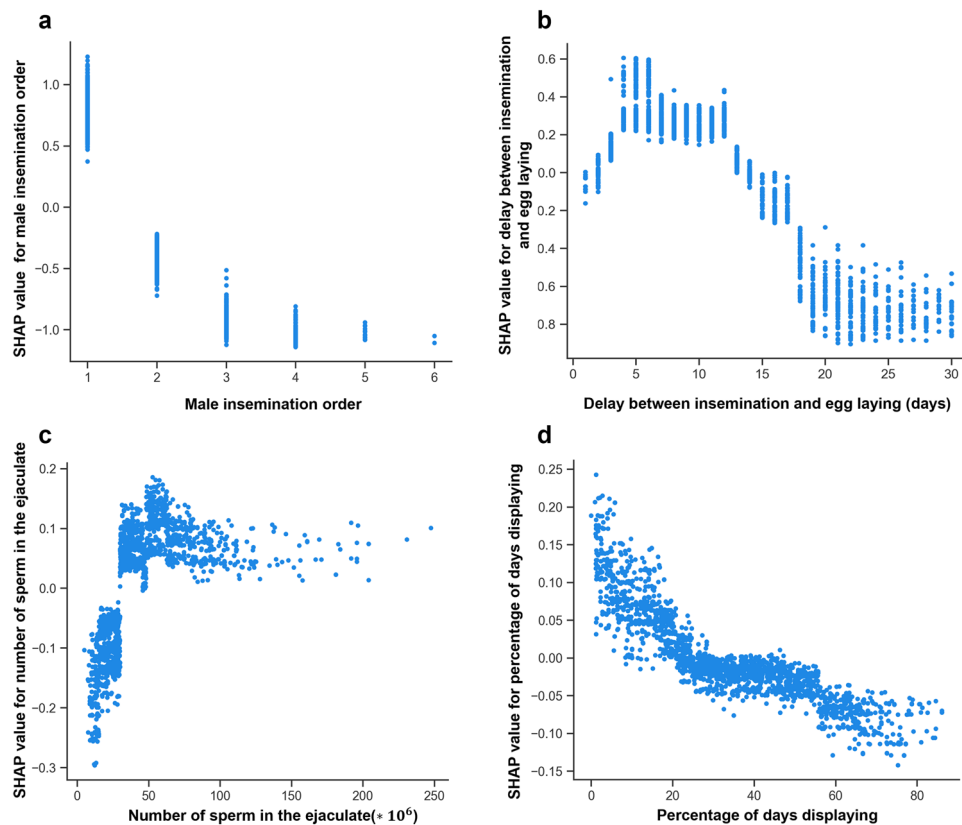 a
SHAP value for male insemination order
1.0
0.5
0.0
−0.5
−1.0
1 2 3 4 5 6
Male insemination order
b
SHAP value for delay between insemination
and egg laying
0.6
0.4
0.2
0.0
0.2
0.4
0.6
0.8
0 5 10 15 20 25 30
Delay between insemination and egg laying (days)
c
SHAP value for number of sperm in the ejaculate
0.2
0.1
0.0
−0.1
−0.2
−0.3
0 50 100 150 200 250
Number of sperm in the ejaculate(* 10⁶)
d
SHAP value for percentage of days displaying
0.25
0.20
0.15
0.10
0.05
0.00
−0.05
−0.10
−0.15
0 20 40 60 80
Percentage of days displaying